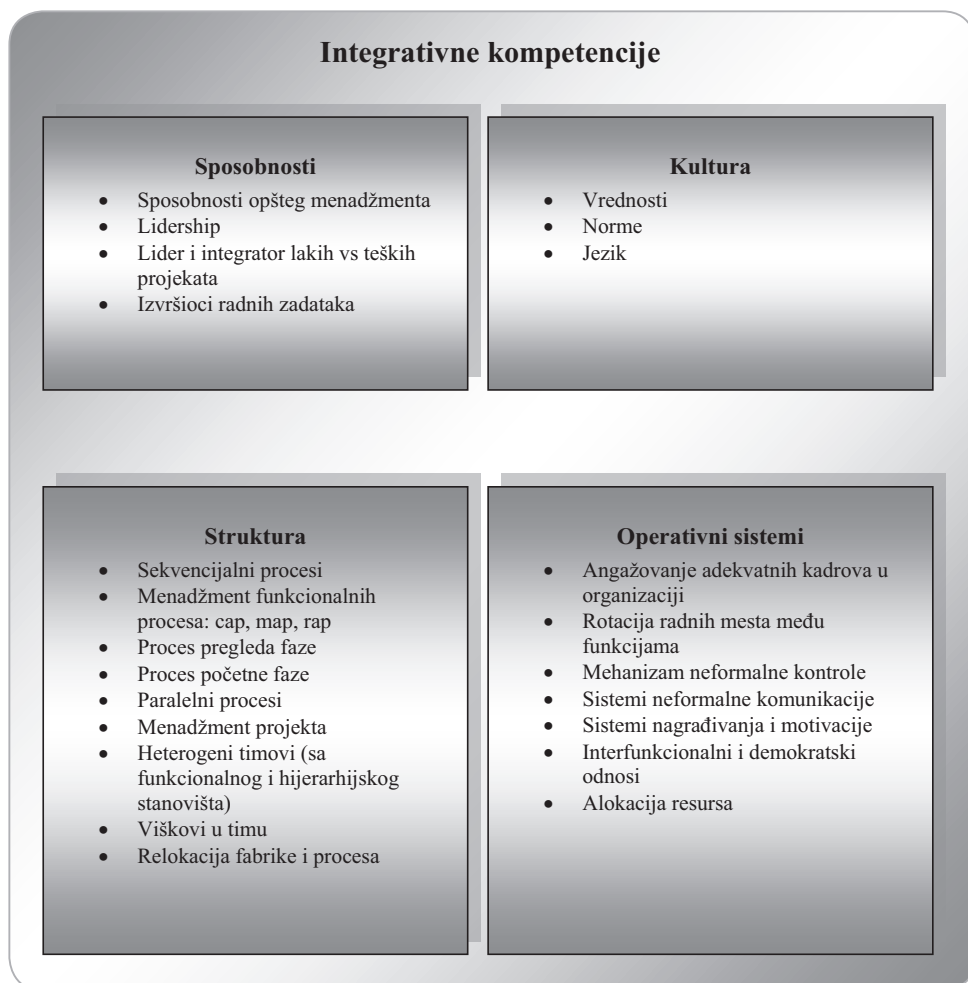 Integrativne kompetencije
Sposobnosti
• Sposobnosti opšteg menadžmenta
• Lidership
• Lider i integrator lakih vs teških
projekata
• Izvršioci radnih zadataka
Kultura
• Vrednosti
• Norme
• Jezik
Struktura
• Sekvencijalni procesi
• Menadžment funkcionalnih
procesa: cap, map, rap
• Proces pregleda faze
• Proces početne faze
• Paralelni procesi
• Menadžment projekta
• Heterogeni timovi (sa
funkcionalnog i hijerarhijskog
stanovišta)
• Viškovi u timu
• Relokacija fabrike i procesa
Operativni sistemi
• Angažovanje adekvatnih kadrova u
organizaciji
• Rotacija radnih mesta među
funkcijama
• Mehanizam neformalne kontrole
• Sistemi neformalne komunikacije
• Sistemi nagrađivanja i motivacije
• Interfunkcionalni i demokratski
odnosi
• Alokacija resursa